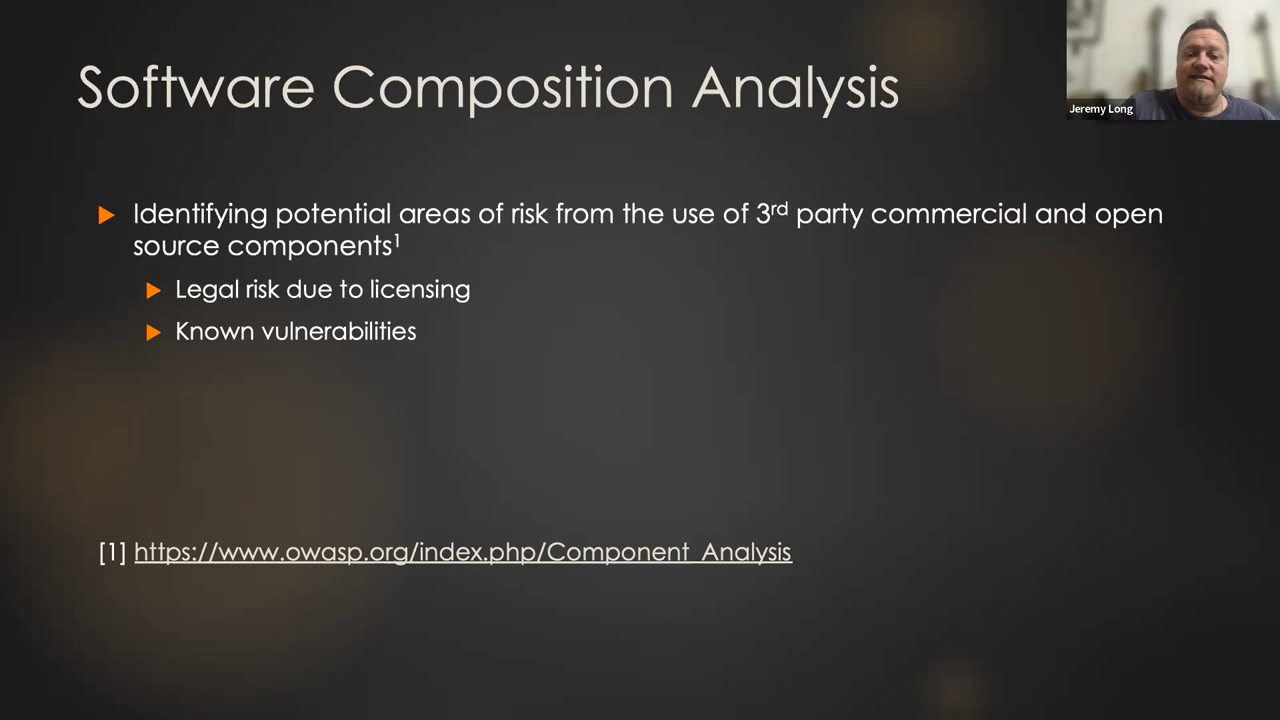 Software Composition Analysis
Jeremy Long
Identifying potential areas of risk from the use of 3rd party commercial and open
source components1
Legal risk due to licensing
Known vulnerabilities
[1] https://www.owasp.org/index.php/Component_Analysis